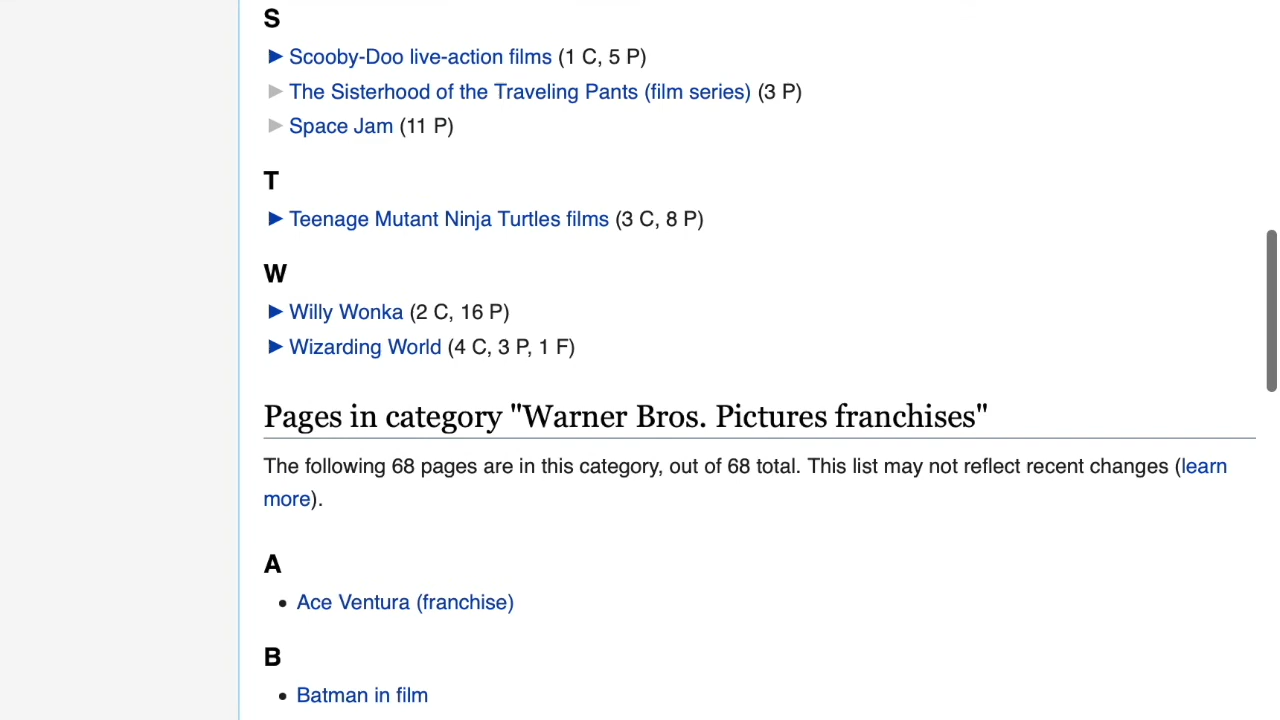 S
► Scooby-Doo live-action films (1 C, 5 P)
► The Sisterhood of the Traveling Pants (film series) (3 P)
► Space Jam (11 P)
T
► Teenage Mutant Ninja Turtles films (3 C, 8 P)
W
► Willy Wonka (2 C, 16 P)
► Wizarding World (4 C, 3 P, 1 F)
Pages in category "Warner Bros. Pictures franchises"
The following 68 pages are in this category, out of 68 total. This list may not reflect recent changes (learn
more).
A
• Ace Ventura (franchise)
B
• Batman in film